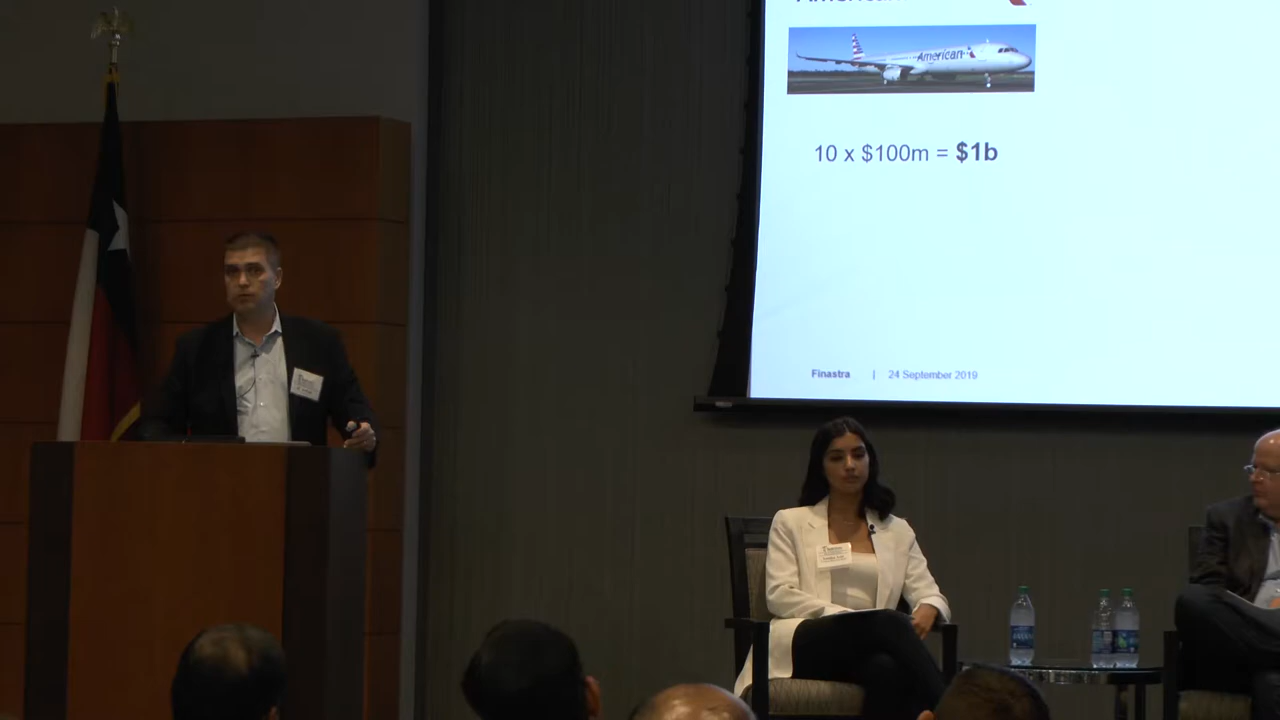 American
10 x $100m = $1b
Finastra | 24 September 2019